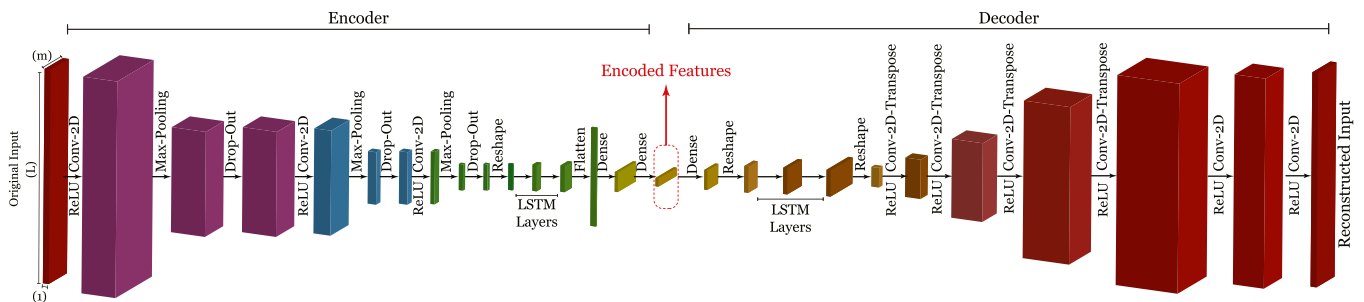 Encoder
Decoder
(m)
Original Input
(L)
(1)
ReLU
Conv-2D
Max-Pooling
Drop-Out
ReLU
Conv-2D
Max-Pooling
Drop-Out
ReLU
Conv-2D
Max-Pooling
Drop-Out
Reshape
LSTM
Layers
Flatten
Dense
Dense
Encoded Features
Dense
Reshape
LSTM
Layers
Reshape
ReLU
Conv-2D-Transpose
ReLU
Conv-2D-Transpose
ReLU
Conv-2D-Transpose
ReLU
Conv-2D-Transpose
ReLU
Conv-2D
ReLU
Conv-2D
Reconstructed Input